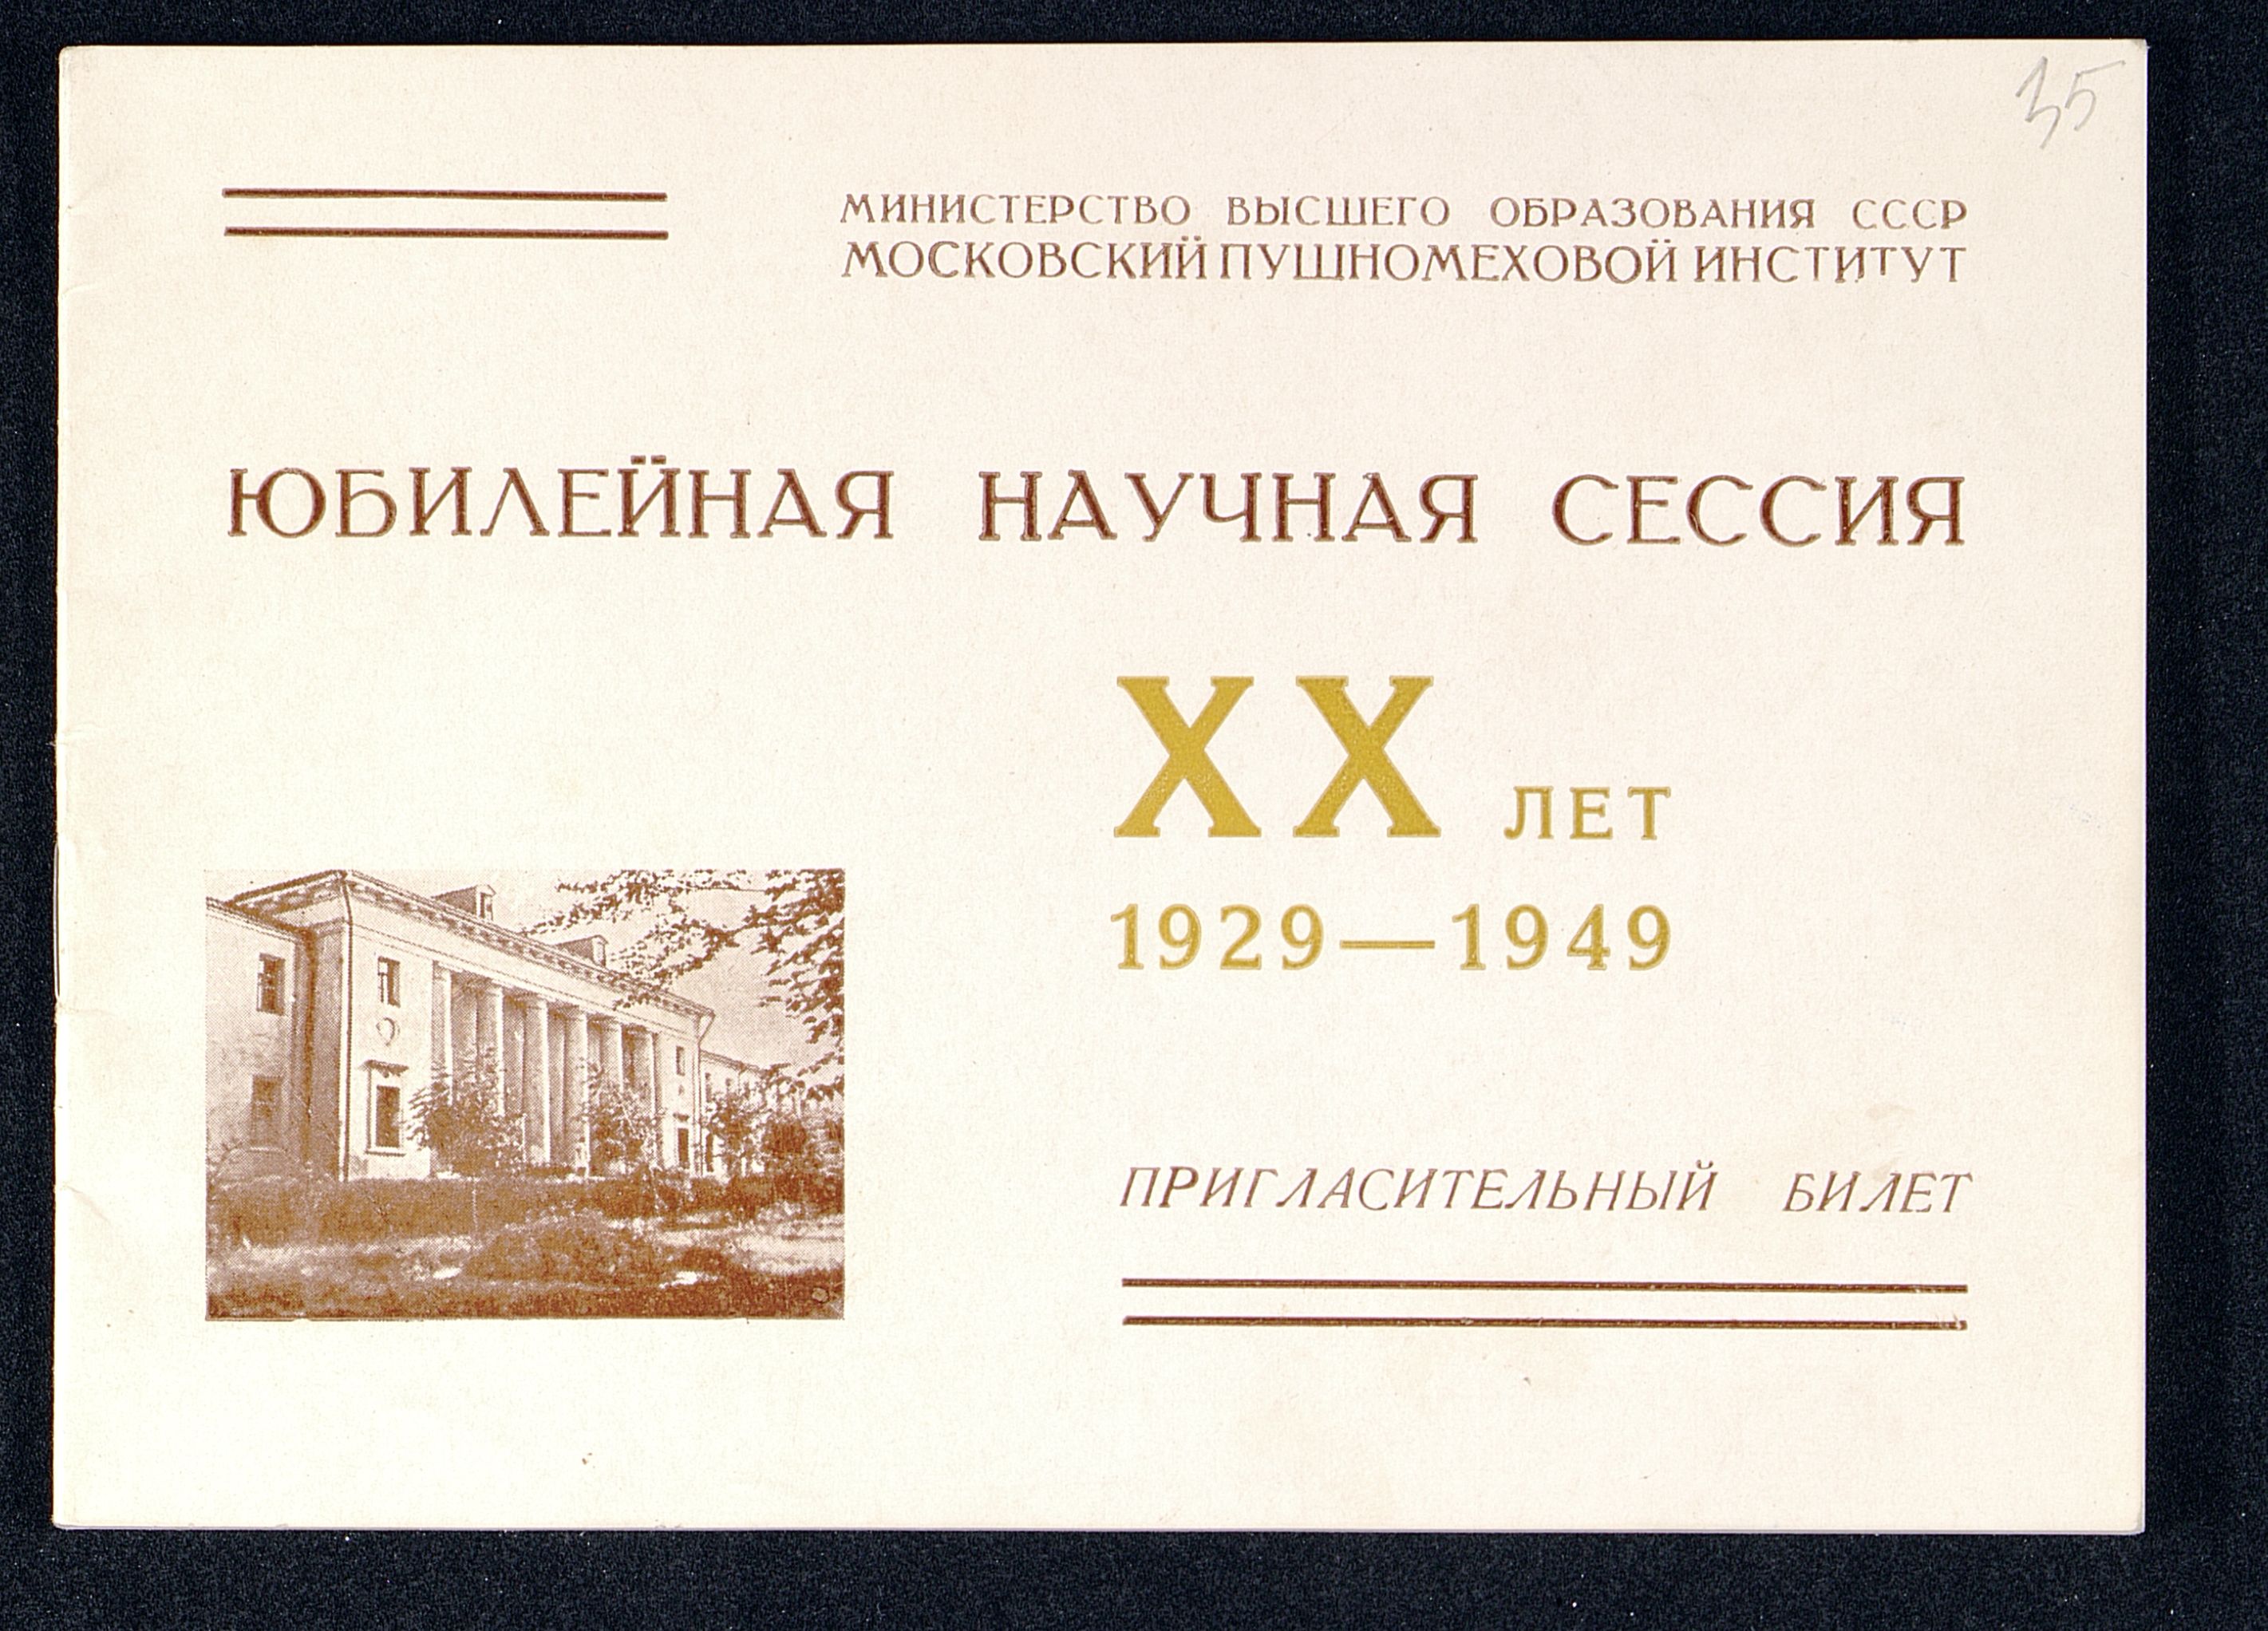 35
МИНИСТЕРСТВО ВЫСШЕГО ОБРАЗОВАНИЯ СССР
МОСКОВСКИЙ ПУШНОМЕХОВОЙ ИНСТИТУТ
ЮБИЛЕЙНАЯ НАУЧНАЯ СЕССИЯ
XX ЛЕТ
1929—1949
ПРИГЛАСИТЕЛЬНЫЙ БИЛЕТ